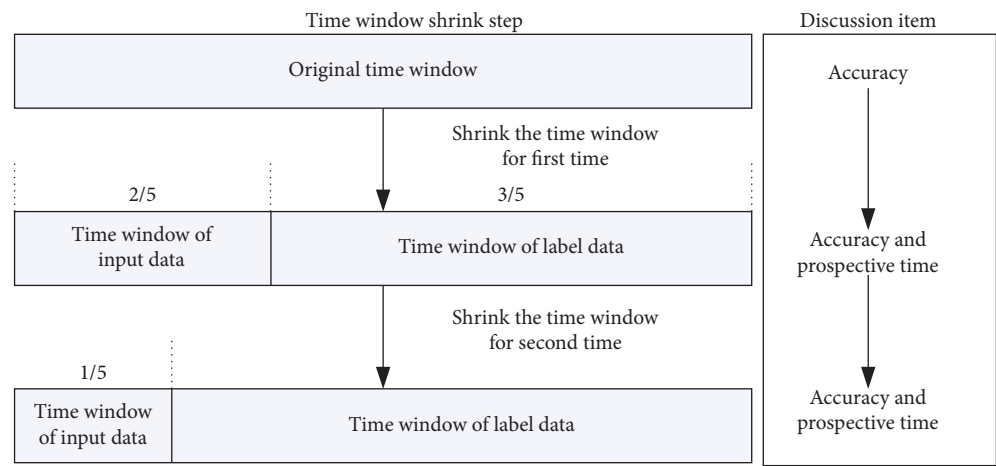 Time window shrink step
Discussion item
Original time window
Accuracy
Shrink the time window
for first time
2/5
3/5
Time window of
input data
Time window of label data
Accuracy and
prospective time
Shrink the time window
for second time
1/5
Time window
of input data
Time window of label data
Accuracy and
prospective time